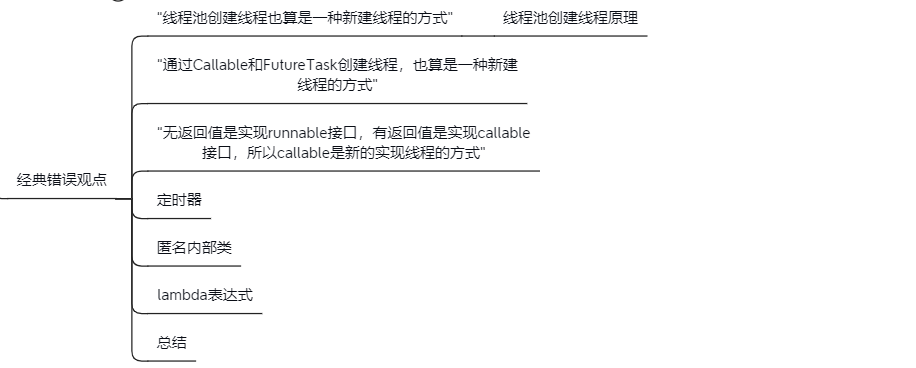 "线程池创建线程也算是一种新建线程的方式" 线程池创建线程原理
"通过Callable和FutureTask创建线程，也算是一种新建
线程的方式"
"无返回值是实现runnable接口，有返回值是实现callable
接口，所以callable是新的实现线程的方式"
经典错误观点
定时器
匿名内部类
lambda表达式
总结